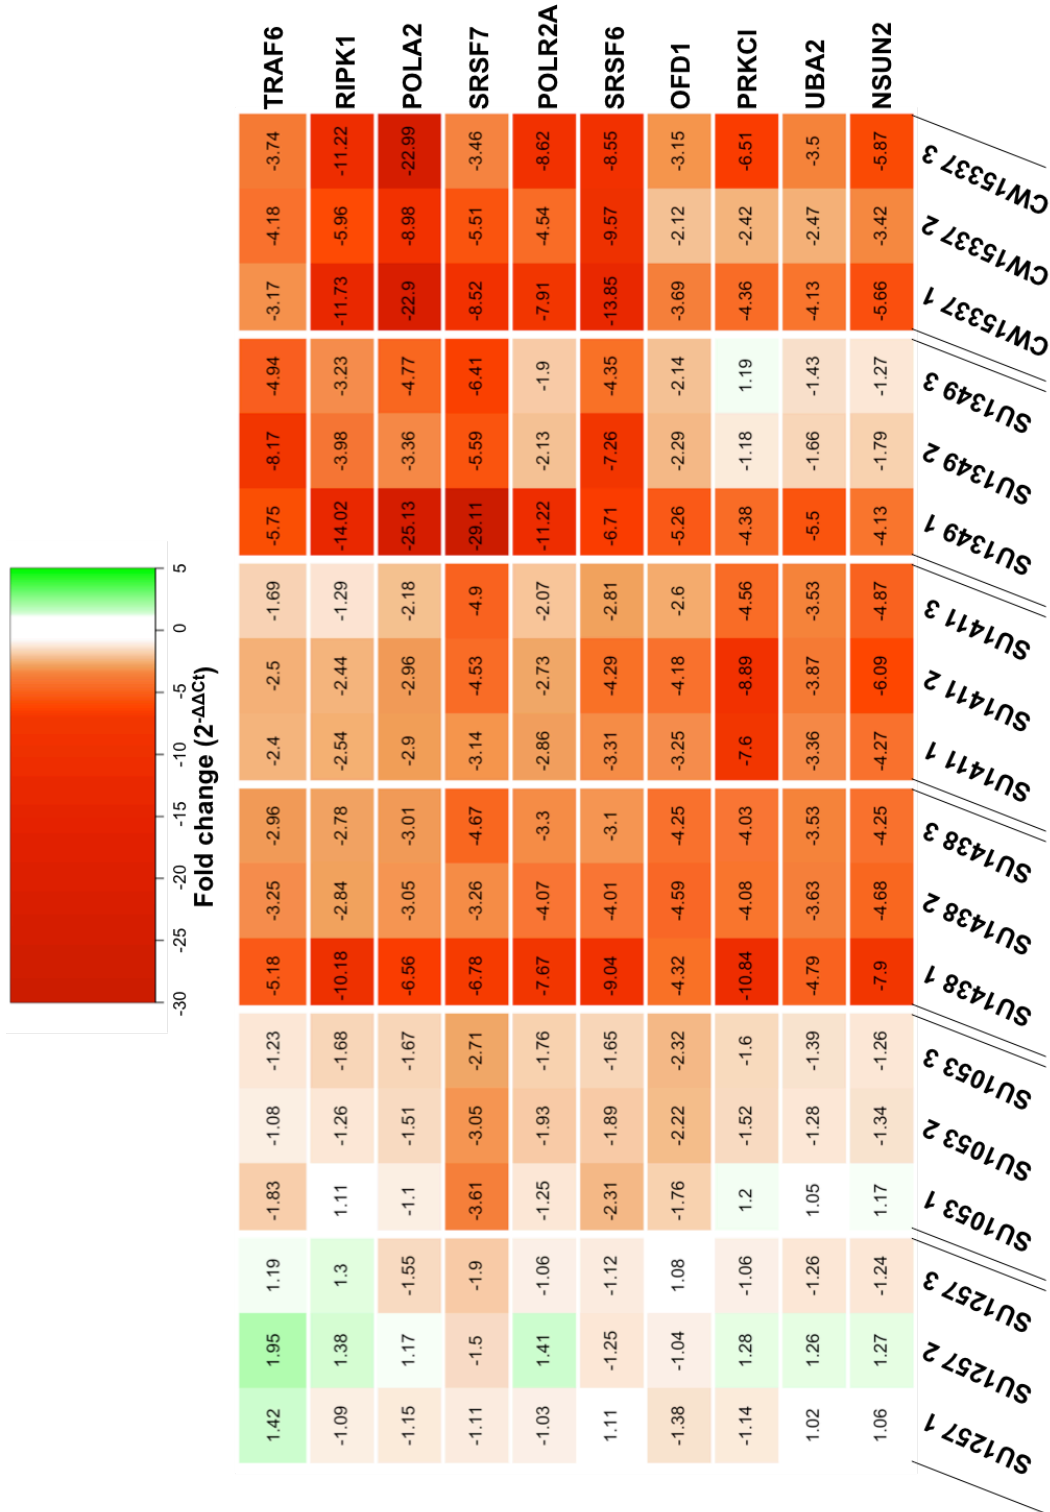 5
0
-5
-10
-15
-20
-25
-30
Fold change (2^-ΔΔCt)
TRAF6
RIPK1
POLA2
SRSF7
POLR2A
SRSF6
OFD1
PRKCI
UBA2
NSUN2
-3.74 -11.22 -22.99 -3.46 -8.62 -8.55 -3.15 -6.51 -3.5 -5.87 CW15337 3
-4.18 -5.96 -8.98 -5.51 -4.54 -9.57 -2.12 -2.42 -2.47 -3.42 CW15337 2
-3.17 -11.73 -22.9 -8.52 -7.91 -13.85 -3.69 -4.36 -4.13 -5.66 CW15337 1
-4.94 -3.23 -4.77 -6.41 -1.9 -4.35 -2.14 1.19 -1.43 -1.27 SU1349 3
-8.17 -3.98 -3.36 -5.59 -2.13 -7.26 -2.29 -1.18 -1.66 -1.79 SU1349 2
-5.75 -14.02 -25.13 -29.11 -11.22 -6.71 -5.26 -4.38 -5.5 -4.13 SU1349 1
-1.69 -1.29 -2.18 -4.9 -2.07 -2.81 -2.6 -4.56 -3.53 -4.87 SU1411 3
-2.5 -2.44 -2.96 -4.53 -2.73 -4.29 -4.18 -8.89 -3.87 -6.09 SU1411 2
-2.4 -2.54 -2.9 -3.14 -2.86 -3.31 -3.25 -7.6 -3.36 -4.27 SU1411 1
-2.96 -2.78 -3.01 -4.67 -3.3 -3.1 -4.25 -4.03 -3.53 -4.25 SU1438 3
-3.25 -2.84 -3.05 -3.26 -4.07 -4.01 -4.59 -4.08 -3.63 -4.68 SU1438 2
-5.18 -10.18 -6.56 -6.78 -7.67 -9.04 -4.32 -10.84 -4.79 -7.9 SU1438 1
-1.23 -1.68 -1.67 -2.71 -1.76 -1.65 -2.32 -1.6 -1.39 -1.26 SU1053 3
-1.08 -1.26 -1.51 -3.05 -1.93 -1.89 -2.22 -1.52 -1.28 -1.34 SU1053 2
-1.83 1.11 -1.1 -3.61 -1.25 -2.31 -1.76 1.2 1.05 1.17 SU1053 1
1.19 1.3 -1.55 -1.9 -1.06 -1.12 1.08 -1.06 -1.26 -1.24 SU1257 3
1.95 1.38 1.17 -1.5 1.41 -1.25 -1.04 1.28 1.26 1.27 SU1257 2
1.42 -1.09 -1.15 -1.11 -1.03 1.11 -1.38 -1.14 1.02 1.06 SU1257 1